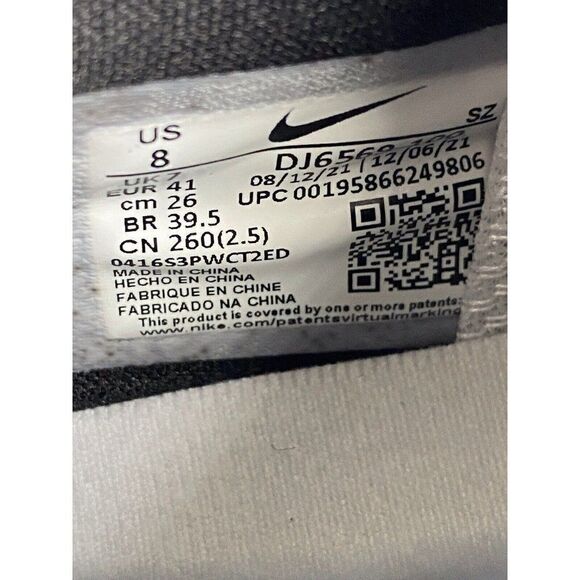 US
8
SZ
UK 7
EUR 41
cm 26
BR 39.5
CN 260(2.5)
08/12/21 | 12/06/21
UPC 00195866249806
0416S3PWCT2ED
MADE IN CHINA
HECHO EN CHINA
FABRIQUE EN CHINE
FABRICADO NA CHINA
This product is covered by one or more patents:
www.nike.com/patentsvirtualmarking